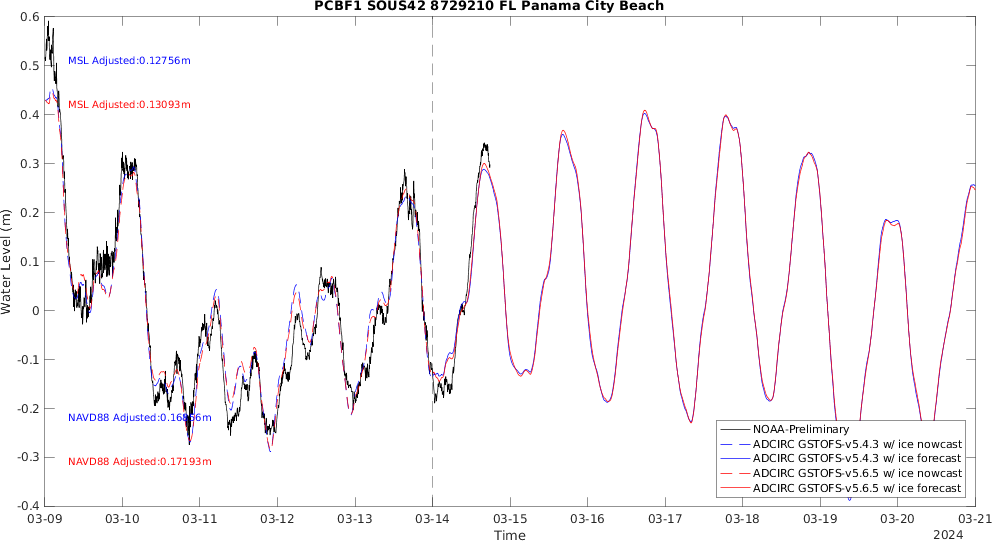 PCBF1 SOUS42 8729210 FL Panama City Beach
0.6
0.5
0.4
0.3
0.2
0.1
0
-0.1
-0.2
-0.3
-0.4
Water Level (m)
MSL Adjusted:0.12756m
MSL Adjusted:0.13093m
NAVD88 Adjusted:0.16856m
NAVD88 Adjusted:0.17193m
NOAA-Preliminary
ADCIRC GSTOFS-v5.4.3 w/ ice nowcast
ADCIRC GSTOFS-v5.4.3 w/ ice forecast
ADCIRC GSTOFS-v5.6.5 w/ ice nowcast
ADCIRC GSTOFS-v5.6.5 w/ ice forecast
03-09 03-10 03-11 03-12 03-13 03-14 03-15 03-16 03-17 03-18 03-19 03-20 03-21
Time
2024